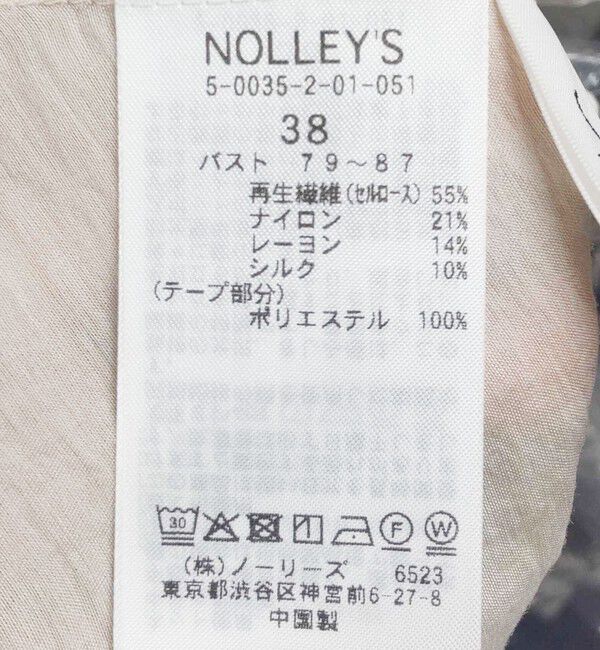 NOLLEY'S
5-0035-2-01-051
38
バスト 79～87
再生繊維(セルロース) 55%
ナイロン 21%
レーヨン 14%
シルク 10%
(テープ部分)
ポリエステル 100%
30 F W
(株)ノーリーズ 6523
東京都渋谷区神宮前6-27-8
中國製